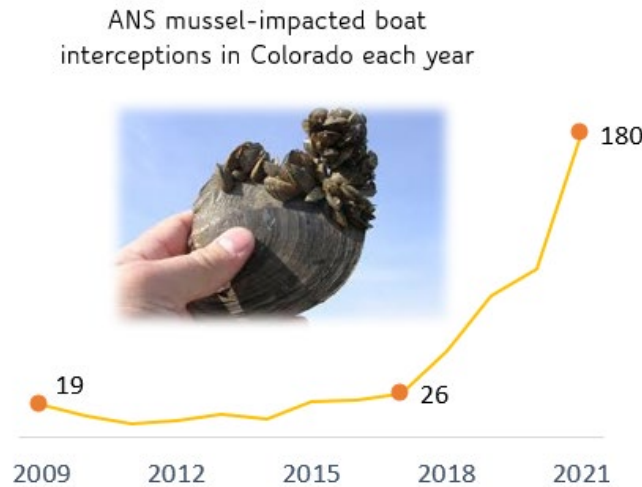 ANS mussel-impacted boat
interceptions in Colorado each year
180
19
26
2009 2012 2015 2018 2021